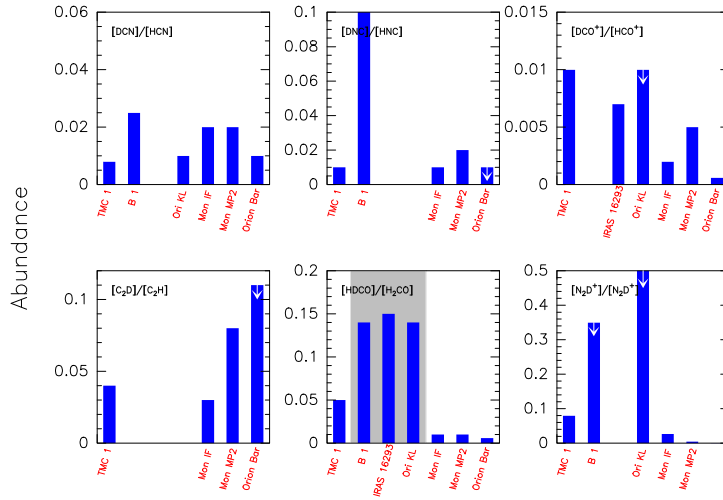 Abundance
[DCN]/[HCN]
0.06
0.04
0.02
0
TMC 1
B 1
Ori KL
Mon IF
Mon MP2
Orion Bar
[DNC]/[HNC]
0.1
0.08
0.06
0.04
0.02
0
TMC 1
B 1
Mon IF
Mon MP2
Orion Bar
[DCO⁺]/[HCO⁺]
0.015
0.01
0.005
0
TMC 1
IRAS 16293
Ori KL
Mon IF
Mon MP2
Orion Bar
[C₂D]/[C₂H]
0.1
0.05
0
TMC 1
Mon IF
Mon MP2
Orion Bar
[HDCO]/[H₂CO]
0.2
0.15
0.1
0.05
0
TMC 1
B 1
IRAS 16293
Ori KL
Mon IF
Mon MP2
Orion Bar
[N₂D⁺]/[N₂D⁺]
0.5
0.4
0.3
0.2
0.1
0
TMC 1
B 1
Ori KL
Mon IF
Mon MP2